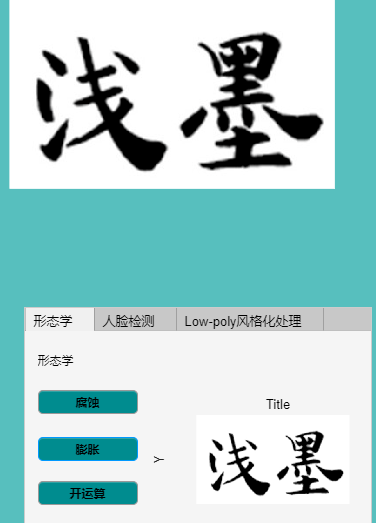 浅墨
形态学 人脸检测 Low-poly风格化处理
形态学
腐蚀
膨胀
开运算
Title
Y
浅墨